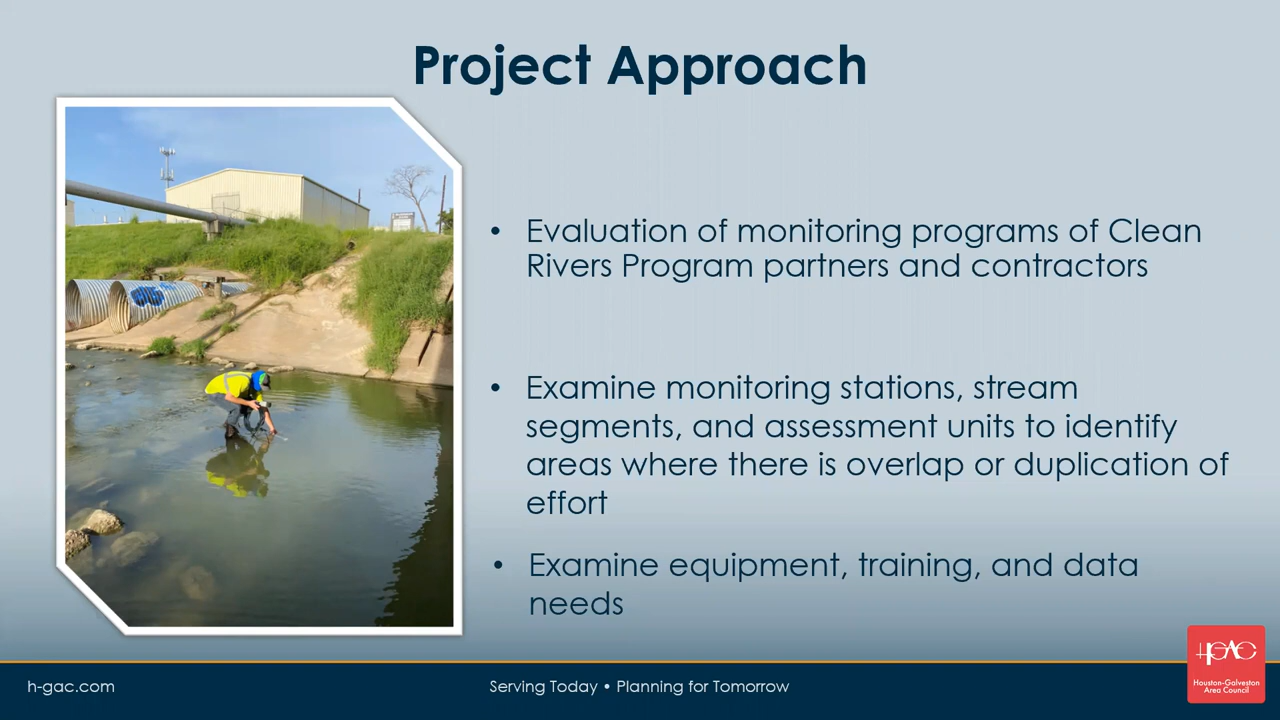 Project Approach
• Evaluation of monitoring programs of Clean
Rivers Program partners and contractors
• Examine monitoring stations, stream
segments, and assessment units to identify
areas where there is overlap or duplication of
effort
• Examine equipment, training, and data
needs
h-gac.com
Serving Today • Planning for Tomorrow
HGAC
Houston-Galveston
Area Council